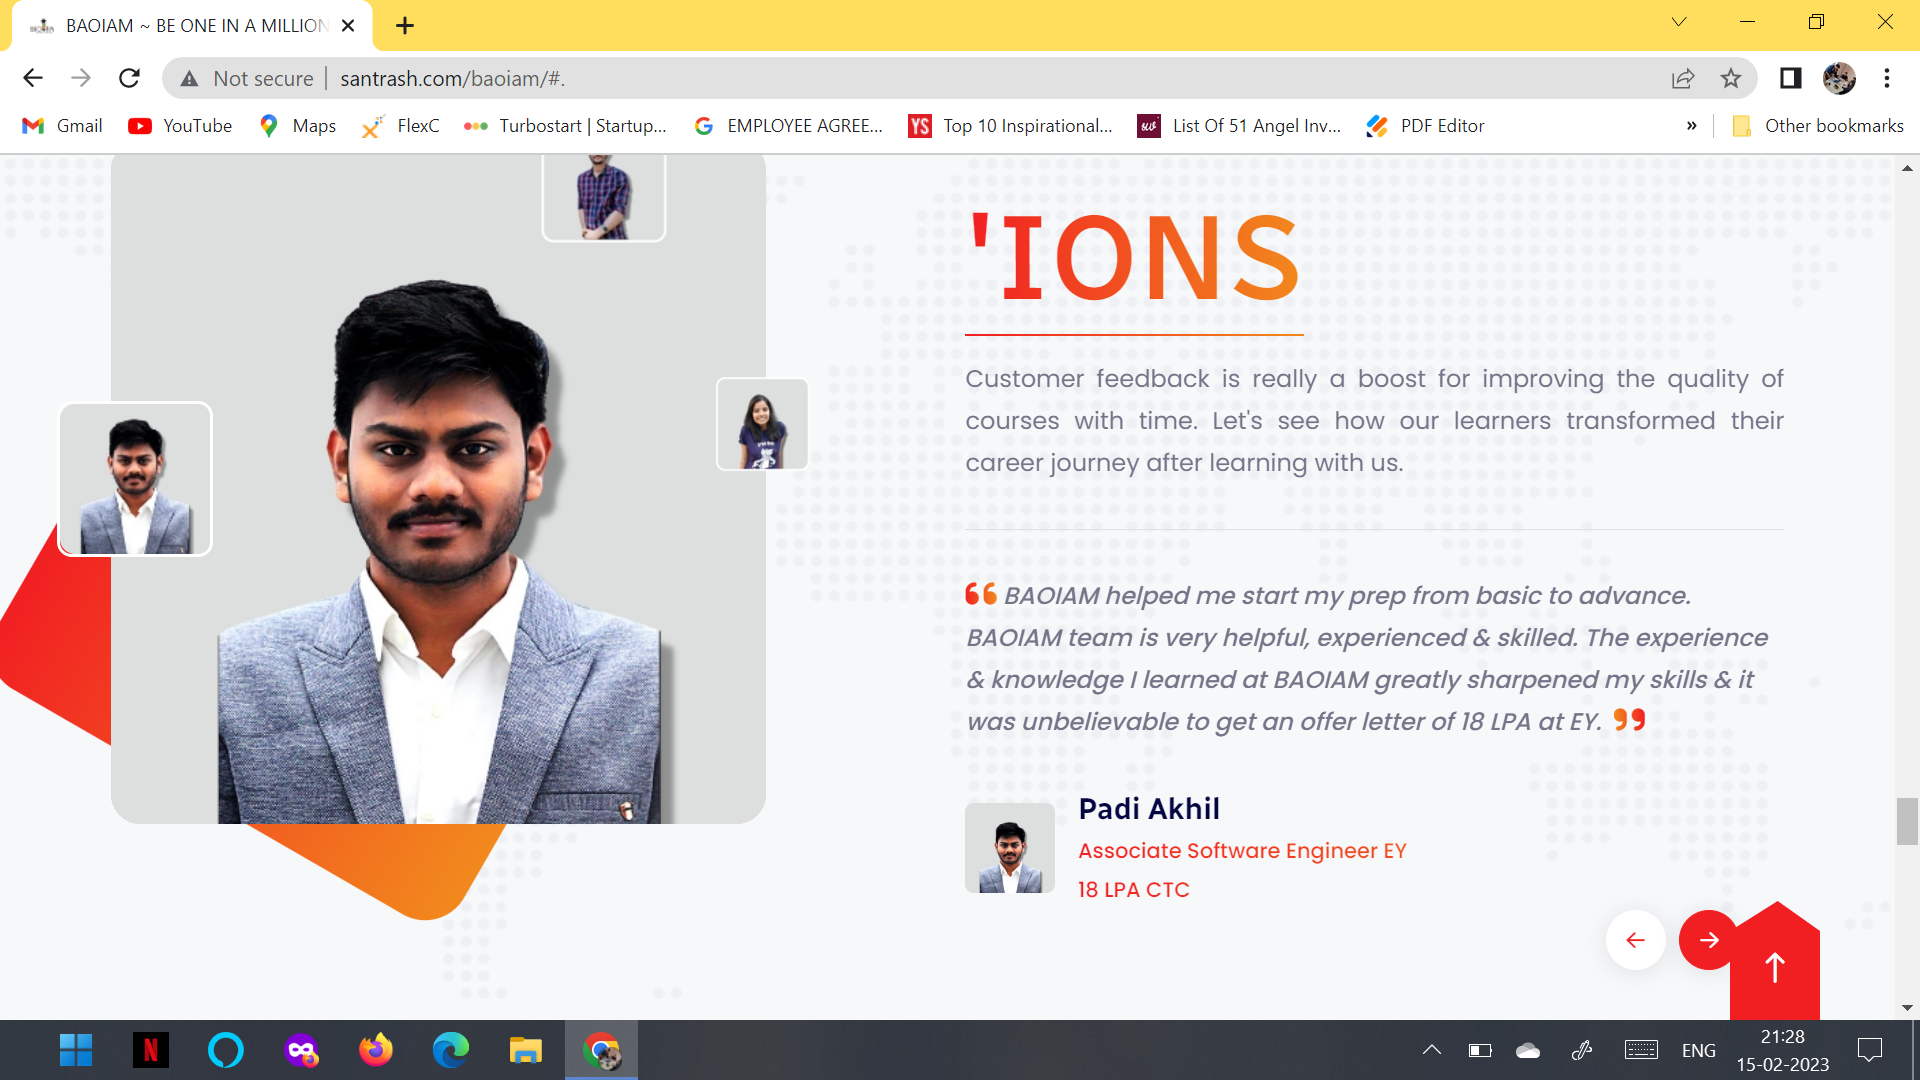 BAOIAM ~ BE ONE IN A MILLION
Not secure | santrash.com/baoiam/#.
Gmail YouTube Maps FlexC Turbostart | Startup... EMPLOYEE AGREE... YS Top 10 Inspirational... List Of 51 Angel Inv... PDF Editor » Other bookmarks
'IONS
Customer feedback is really a boost for improving the quality of
courses with time. Let's see how our learners transformed their
career journey after learning with us.
“ BAOIAM helped me start my prep from basic to advance.
BAOIAM team is very helpful, experienced & skilled. The experience
& knowledge I learned at BAOIAM greatly sharpened my skills & it
was unbelievable to get an offer letter of 18 LPA at EY. ”
Padi Akhil
Associate Software Engineer EY
18 LPA CTC
N
ENG
21:28
15-02-2023